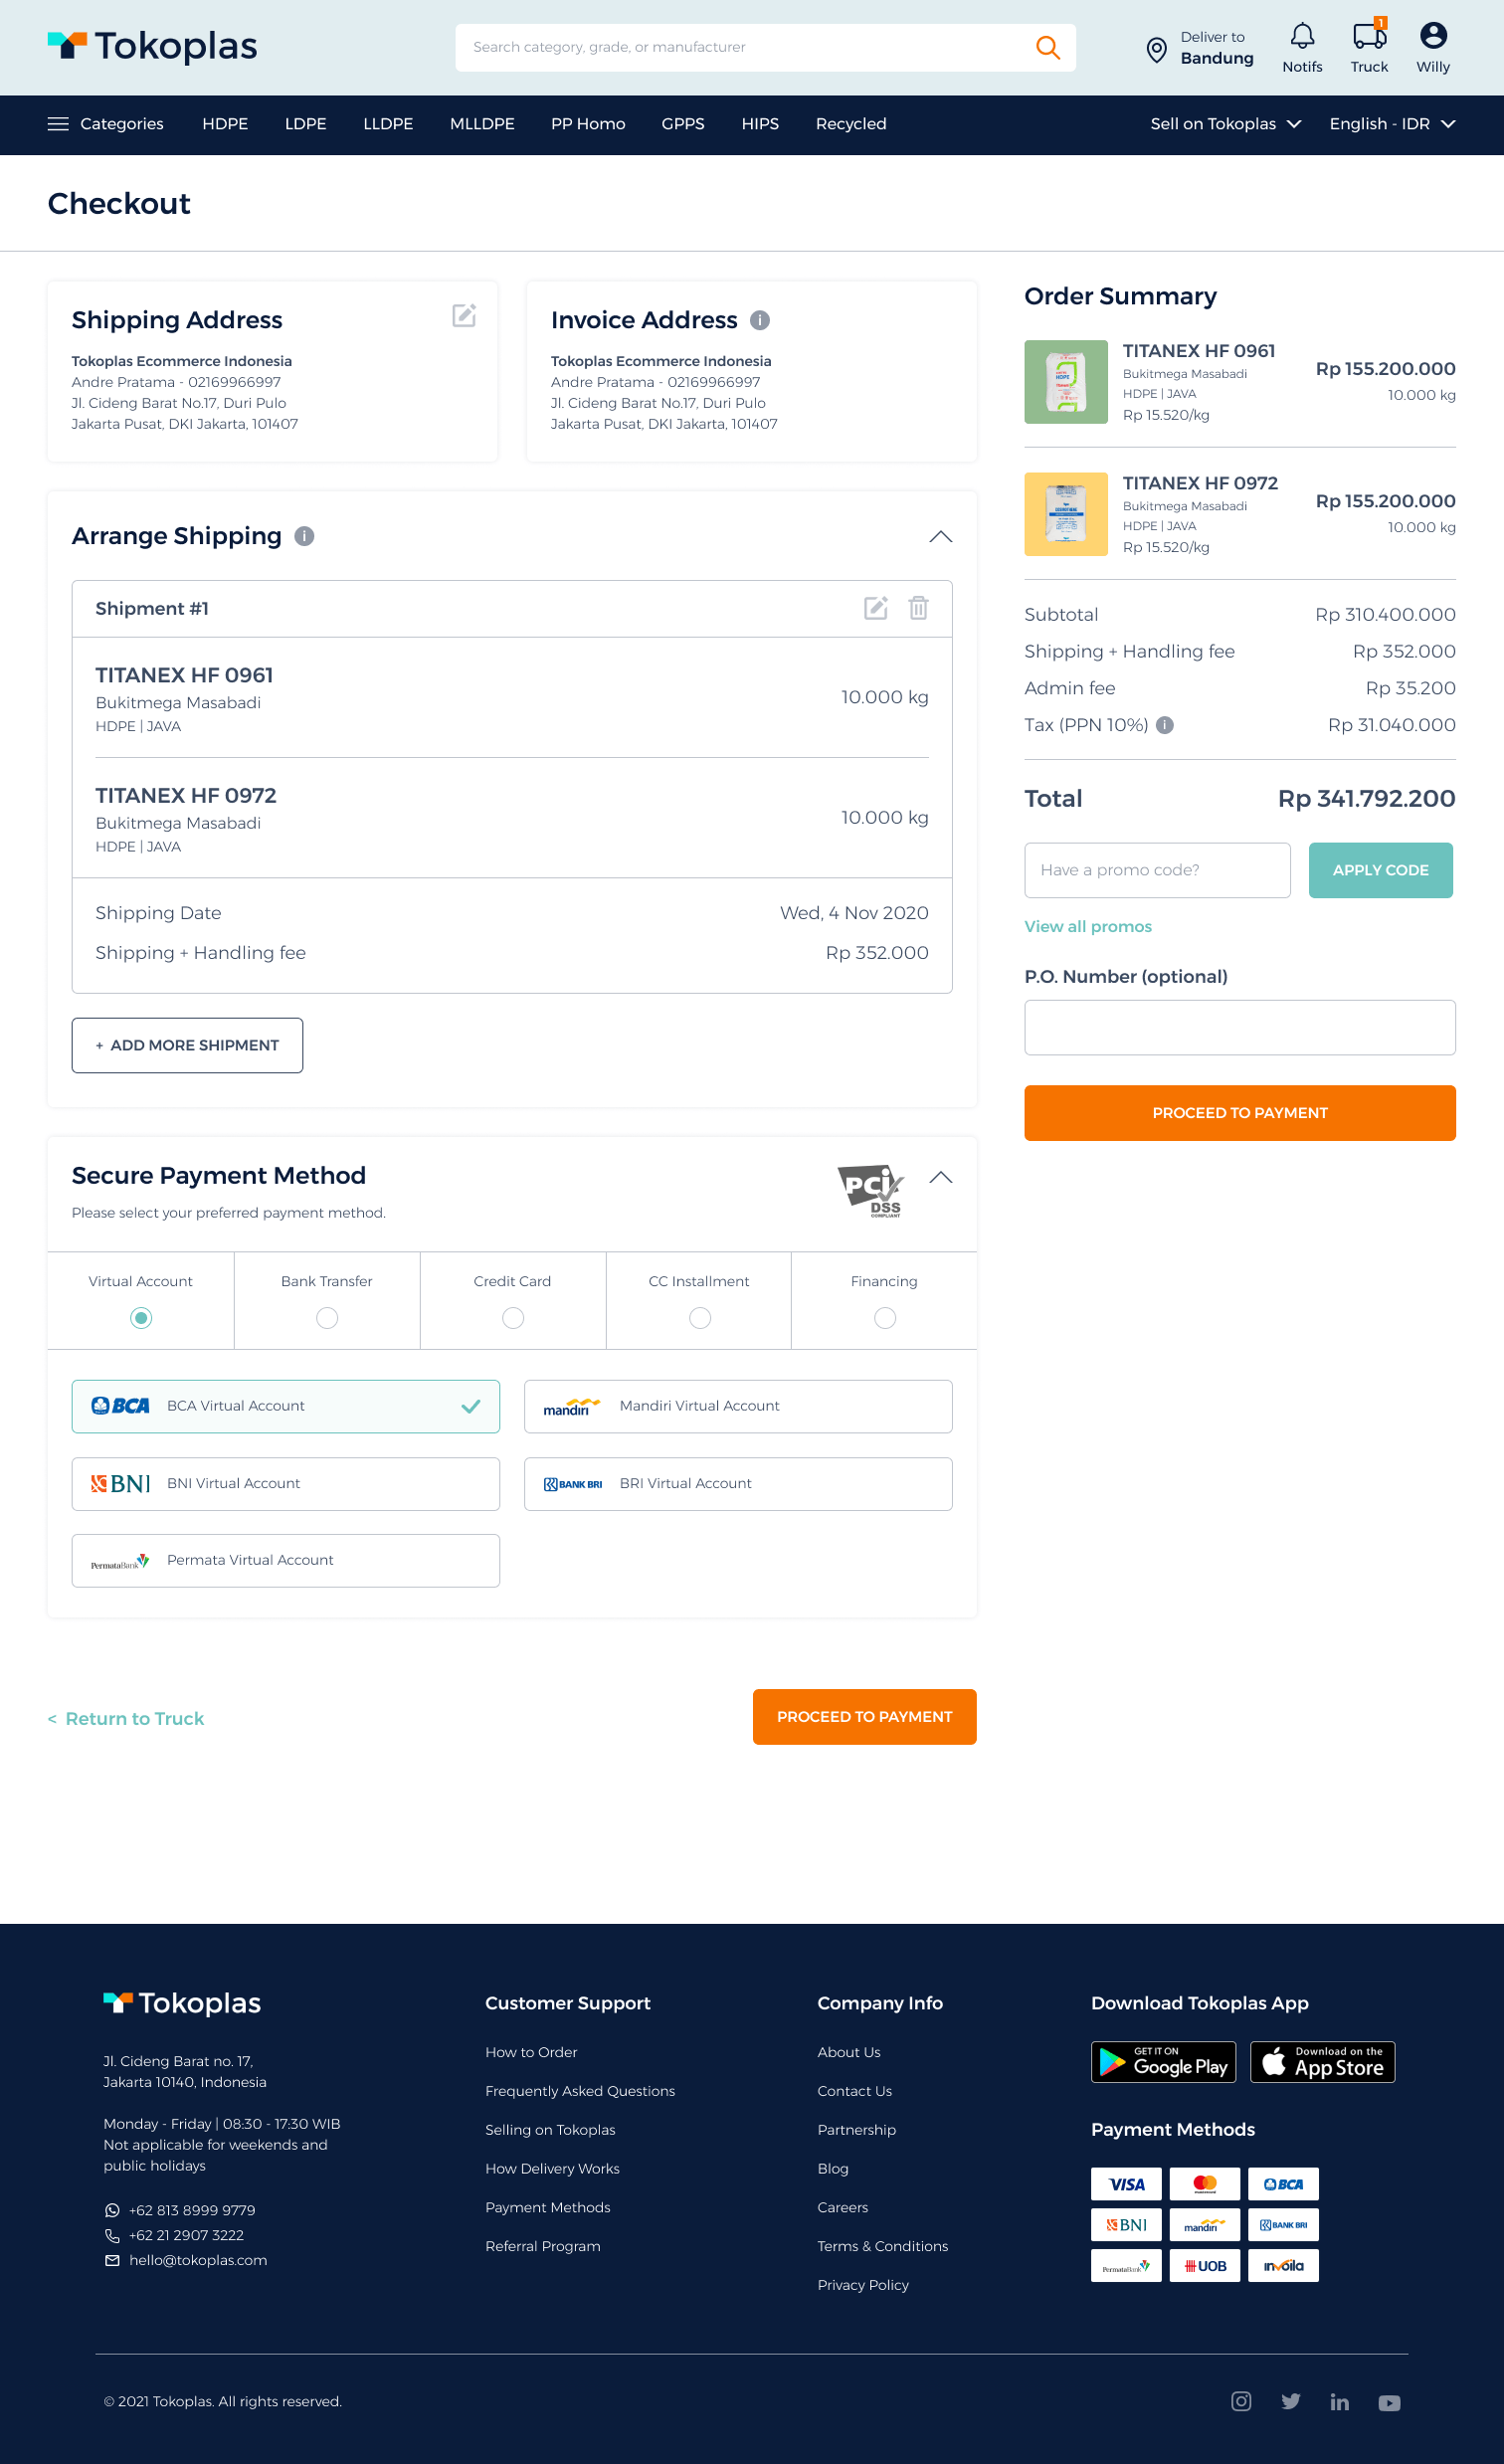 Tokoplas
Search category, grade, or manufacturer
Deliver to
Bandung
Notifs
1
Truck
Willy
Categories
HDPE
LDPE
LLDPE
MLLDPE
PP Homo
GPPS
HIPS
Recycled
Sell on Tokoplas
English - IDR
Checkout
Shipping Address
Tokoplas Ecommerce Indonesia
Andre Pratama - 02169966997
Jl. Cideng Barat No.17, Duri Pulo
Jakarta Pusat, DKI Jakarta, 101407
Invoice Address
Tokoplas Ecommerce Indonesia
Andre Pratama - 02169966997
Jl. Cideng Barat No.17, Duri Pulo
Jakarta Pusat, DKI Jakarta, 101407
Arrange Shipping
Shipment #1
TITANEX HF 0961
Bukitmega Masabadi
HDPE | JAVA
10.000 kg
TITANEX HF 0972
Bukitmega Masabadi
HDPE | JAVA
10.000 kg
Shipping Date
Wed, 4 Nov 2020
Shipping + Handling fee
Rp 352.000
+ ADD MORE SHIPMENT
Secure Payment Method
Please select your preferred payment method.
PCi
DSS
COMPLIANT
Virtual Account
Bank Transfer
Credit Card
CC Installment
Financing
BCA
BCA Virtual Account
mandiri
Mandiri Virtual Account
BNI
BNI Virtual Account
BANK BRI
BRI Virtual Account
PermataBank
Permata Virtual Account
< Return to Truck
PROCEED TO PAYMENT
Order Summary
TITANEX HF 0961
Bukitmega Masabadi
HDPE | JAVA
Rp 15.520/kg
Rp 155.200.000
10.000 kg
TITANEX HF 0972
Bukitmega Masabadi
HDPE | JAVA
Rp 15.520/kg
Rp 155.200.000
10.000 kg
Subtotal
Rp 310.400.000
Shipping + Handling fee
Rp 352.000
Admin fee
Rp 35.200
Tax (PPN 10%)
Rp 31.040.000
Total
Rp 341.792.200
Have a promo code?
APPLY CODE
View all promos
P.O. Number (optional)
PROCEED TO PAYMENT
Tokoplas
Jl. Cideng Barat no. 17,
Jakarta 10140, Indonesia
Monday - Friday | 08:30 - 17:30 WIB
Not applicable for weekends and
public holidays
+62 813 8999 9779
+62 21 2907 3222
hello@tokoplas.com
Customer Support
How to Order
Frequently Asked Questions
Selling on Tokoplas
How Delivery Works
Payment Methods
Referral Program
Company Info
About Us
Contact Us
Partnership
Blog
Careers
Terms & Conditions
Privacy Policy
Download Tokoplas App
GET IT ON
Google Play
Download on the
App Store
Payment Methods
VISA
BCA
BNI
mandiri
BANK BRI
PermataBank
UOB
invoila
© 2021 Tokoplas. All rights reserved.